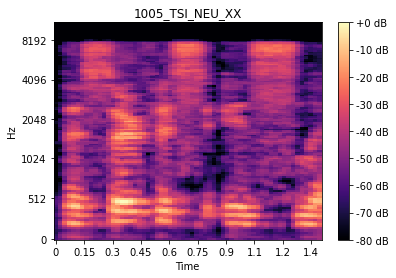 1005_TSI_NEU_XX
Hz
8192
4096
2048
1024
512
0
0 0.15 0.3 0.45 0.6 0.75 0.9 1.1 1.2 1.4
Time
+0 dB
-10 dB
-20 dB
-30 dB
-40 dB
-50 dB
-60 dB
-70 dB
-80 dB